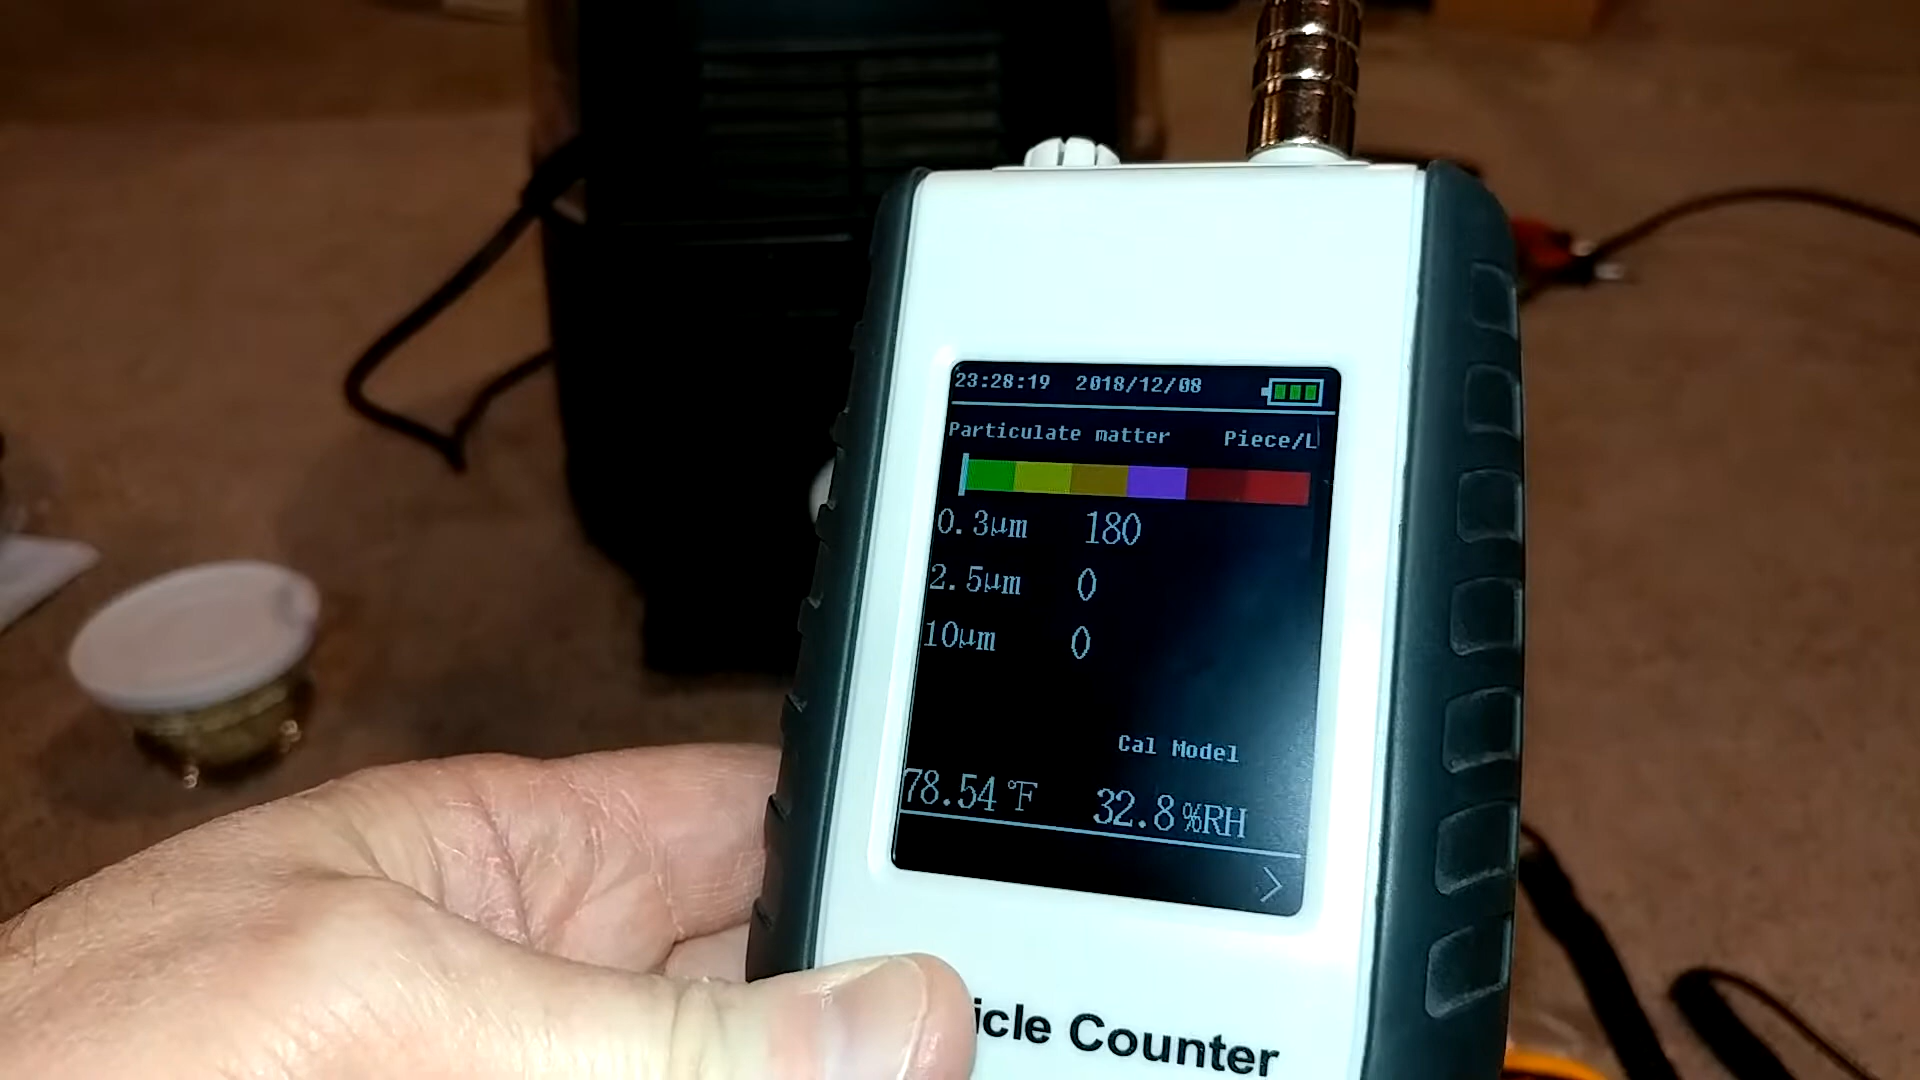 23:28:19 2018/12/08
Particulate matter Piece/L
0.3μm 180
2.5μm 0
10μm 0
Cal Model
78.54 ℉ 32.8 %RH
>
icle Counter